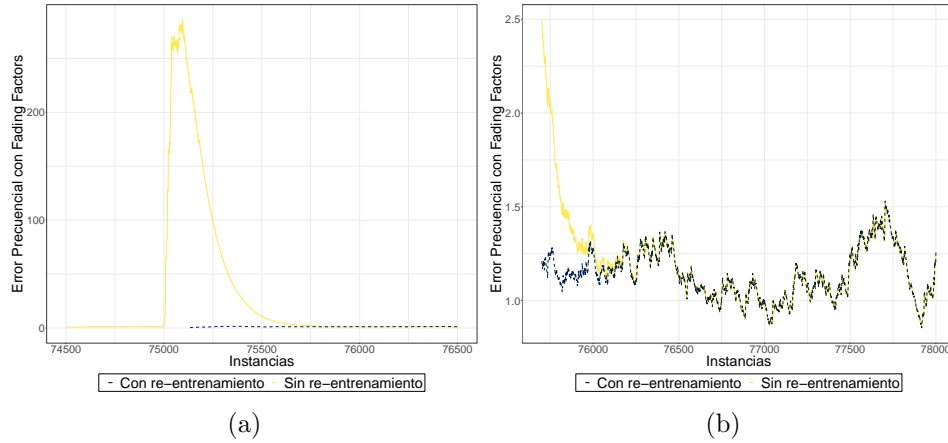 Error Precuencial con Fading Factors
200
100
0
74500 75000 75500 76000 76500
Instancias
Con re−entrenamiento Sin re−entrenamiento
(a)
Error Precuencial con Fading Factors
2.5
2.0
1.5
1.0
76000 76500 77000 77500 78000
Instancias
Con re−entrenamiento Sin re−entrenamiento
(b)